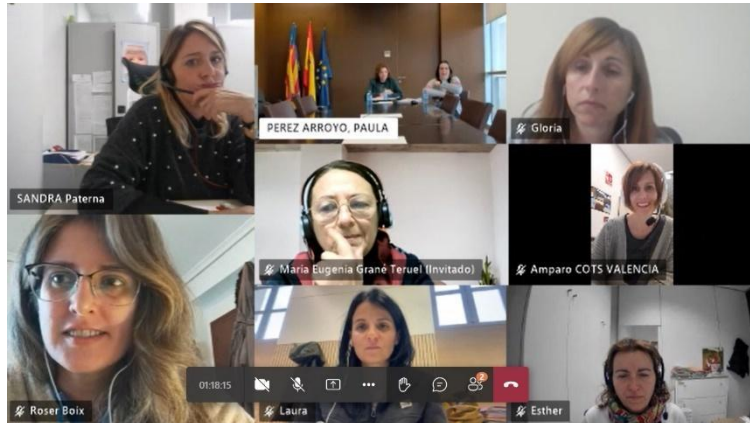 PEREZ ARROYO, PAULA
Gloria
SANDRA Paterna
Maria Eugenia Grané Teruel (Invitado)
Amparo COTS VALENCIA
01:18:15
2
Roser Boix
Laura
Esther